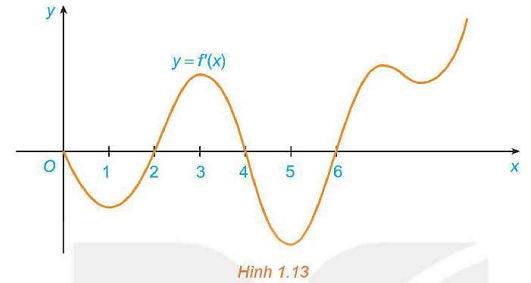 y
y = f'(x)
O
1 2 3 4 5 6
x
Hình 1.13